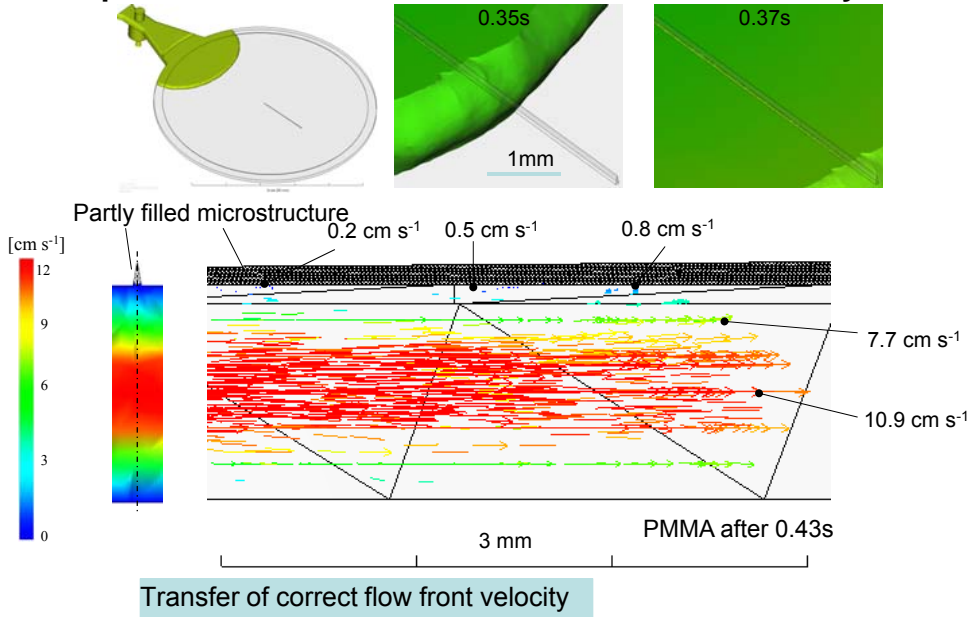 0.35s
0.37s
1mm
Partly filled microstructure
0.2 cm s⁻¹
0.5 cm s⁻¹
0.8 cm s⁻¹
[cm s⁻¹]
12
9
6
3
0
7.7 cm s⁻¹
10.9 cm s⁻¹
PMMA after 0.43s
3 mm
Transfer of correct flow front velocity